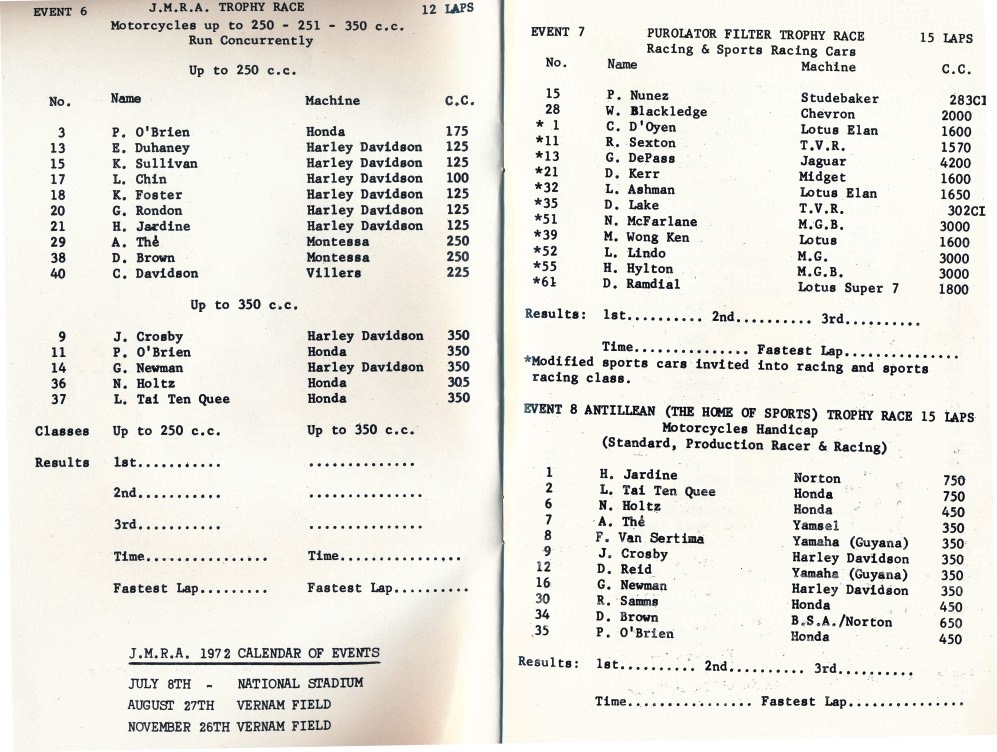 EVENT 6 J.M.R.A. TROPHY RACE 12 LAPS
Motorcycles up to 250 - 251 - 350 c.c.
Run Concurrently
Up to 250 c.c.
No. Name Machine C.C.
3 P. O'Brien Honda 175
13 E. Duhaney Harley Davidson 125
15 K. Sullivan Harley Davidson 125
17 L. Chin Harley Davidson 100
18 K. Foster Harley Davidson 125
20 G. Rondon Harley Davidson 125
21 H. Jardine Harley Davidson 125
29 A. Thé Montessa 250
38 D. Brown Montessa 250
40 C. Davidson Villers 225
Up to 350 c.c.
9 J. Crosby Harley Davidson 350
11 P. O'Brien Honda 350
14 G. Newman Harley Davidson 350
36 N. Holtz Honda 305
37 L. Tai Ten Quee Honda 350
Classes Up to 250 c.c. Up to 350 c.c.
Results 1st........... ..............
2nd........... ..............
3rd........... ..............
Time................ Time................
Fastest Lap......... Fastest Lap..........
J.M.R.A. 1972 CALENDAR OF EVENTS
JULY 8TH - NATIONAL STADIUM
AUGUST 27TH VERNAM FIELD
NOVEMBER 26TH VERNAM FIELD
EVENT 7 PUROLATOR FILTER TROPHY RACE 15 LAPS
Racing & Sports Racing Cars
No. Name Machine C.C.
15 P. Nunez Studebaker 283CI
28 W. Blackledge Chevron 2000
* 1 C. D'Oyen Lotus Elan 1600
*11 R. Sexton T.V.R. 1570
*13 G. DePass Jaguar 4200
*21 D. Kerr Midget 1600
*32 L. Ashman Lotus Elan 1650
*35 D. Lake T.V.R. 302CI
*51 N. McFarlane M.G.B. 3000
*39 M. Wong Ken Lotus 1600
*52 L. Lindo M.G. 3000
*55 H. Hylton M.G.B. 3000
*61 D. Ramdial Lotus Super 7 1800
Results: 1st.......... 2nd.......... 3rd..........
Time............... Fastest Lap...............
*Modified sports cars invited into racing and sports
racing class.
EVENT 8 ANTILLEAN (THE HOME OF SPORTS) TROPHY RACE 15 LAPS
Motorcycles Handicap
(Standard, Production Racer & Racing)
1 H. Jardine Norton 750
2 L. Tai Ten Quee Honda 750
6 N. Holtz Honda 450
7 A. Thé Yamsel 350
8 F. Van Sertima Yamaha (Guyana) 350
9 J. Crosby Harley Davidson 350
12 D. Reid Yamaha (Guyana) 350
16 G. Newman Harley Davidson 350
30 R. Samms Honda 450
34 D. Brown B.S.A./Norton 650
35 P. O'Brien Honda 450
Results: 1st.......... 2nd.......... 3rd..........
Time............... Fastest Lap...............